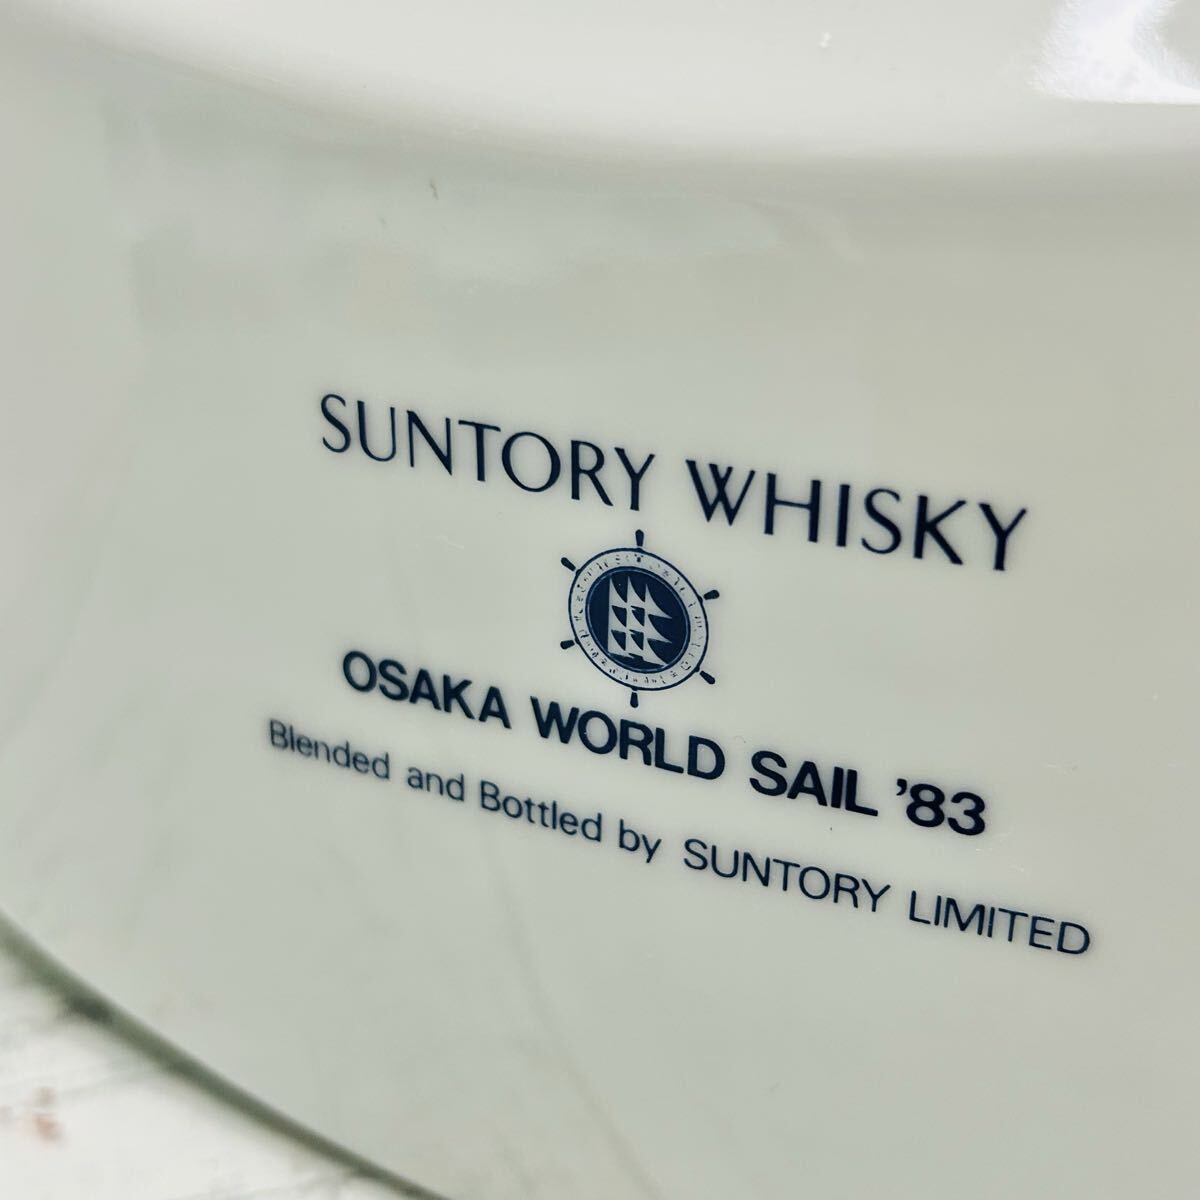 SUNTORY WHISKY
OSAKA WORLD SAIL '83
Blended and Bottled by SUNTORY LIMITED